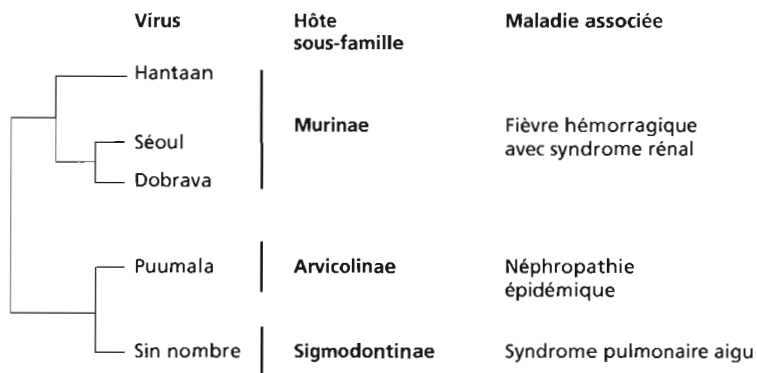 Virus Hôte Maladie associée
sous-famille
Hantaan
Murinae Fièvre hémorragique
Séoul avec syndrome rénal
Dobrava
Puumala Arvicolinae Néphropathie
épidémique
Sin nombre Sigmodontinae Syndrome pulmonaire aigu